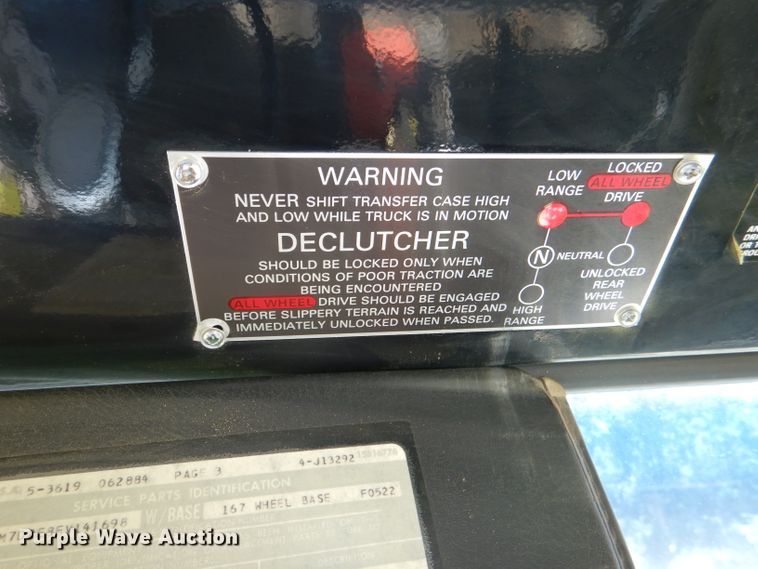 WARNING
NEVER SHIFT TRANSFER CASE HIGH
AND LOW WHILE TRUCK IS IN MOTION
DECLUTCHER
SHOULD BE LOCKED ONLY WHEN
CONDITIONS OF POOR TRACTION ARE
BEING ENCOUNTERED
ALL WHEEL DRIVE SHOULD BE ENGAGED
BEFORE SLIPPERY TERRAIN IS REACHED AND
IMMEDIATELY UNLOCKED WHEN PASSED.
LOW
RANGE
LOCKED
ALL WHEEL
DRIVE
N NEUTRAL
HIGH
RANGE
UNLOCKED
REAR
WHEEL
DRIVE
5-3619 062884 PAGE 3 4-J13292
SERVICE PARTS IDENTIFICATION
W/BASE 167 WHEEL BASE F0522
Purple Wave Auction